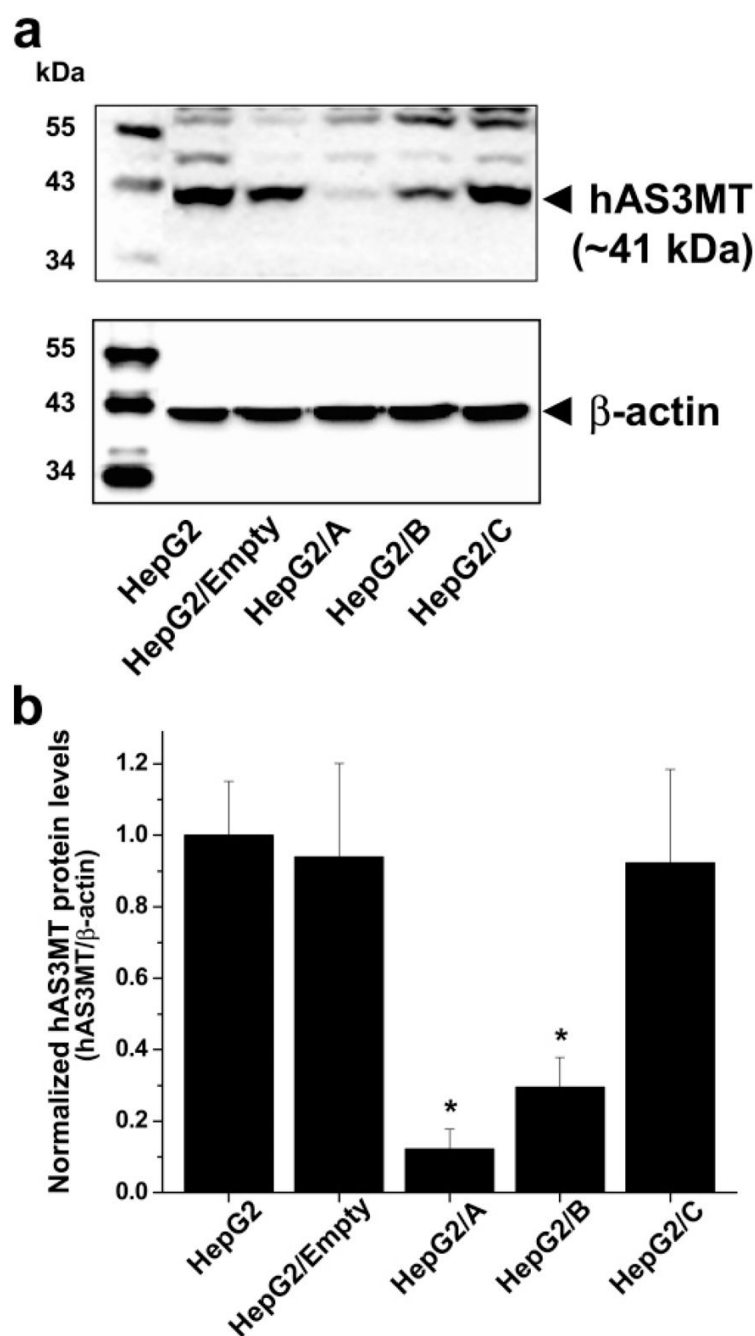 a
kDa
55
43
34
hAS3MT
(~41 kDa)
55
43
34
β-actin
HepG2
HepG2/Empty
HepG2/A
HepG2/B
HepG2/C
b
Normalized hAS3MT protein levels
(hAS3MT/β-actin)
1.2
1.0
0.8
0.6
0.4
0.2
0.0
*
*
HepG2
HepG2/Empty
HepG2/A
HepG2/B
HepG2/C